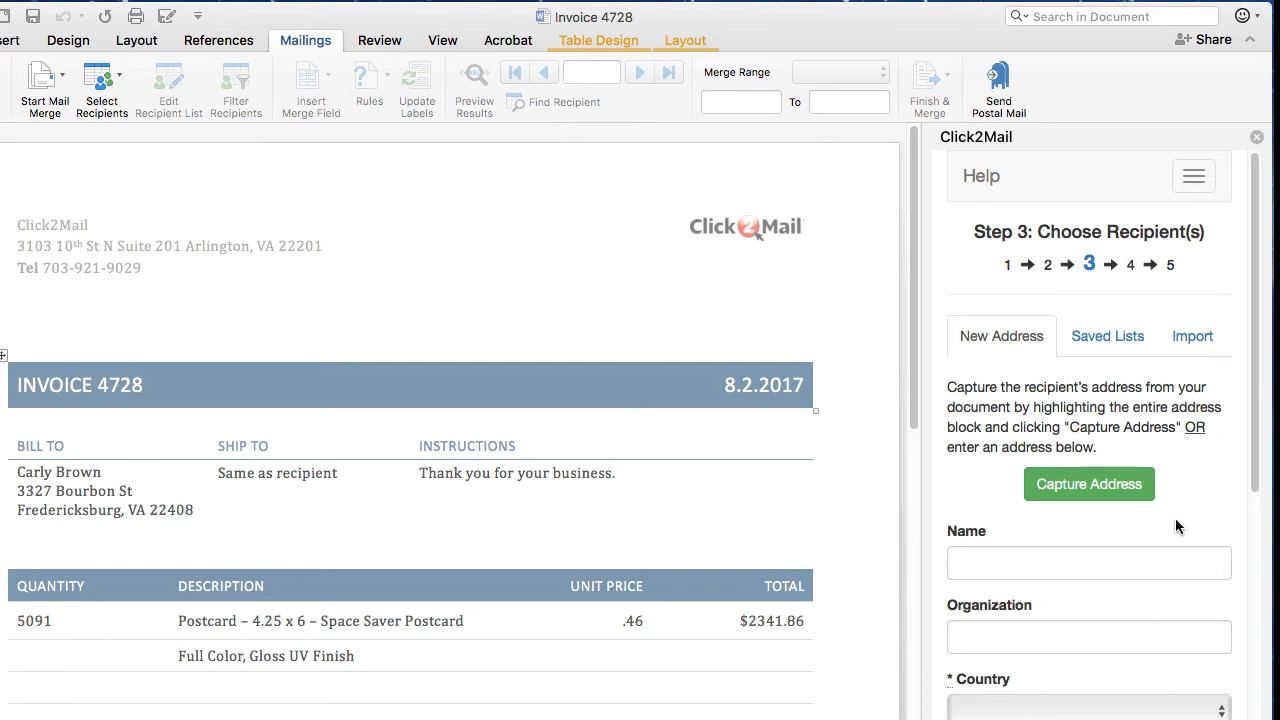 Invoice 4728
Search in Document
sert Design Layout References Mailings Review View Acrobat Table Design Layout Share
Start Mail Merge
Select Recipients
Edit Recipient List
Filter Recipients
Insert Merge Field
Rules
Update Labels
Preview Results
Find Recipient
Merge Range
To
Finish & Merge
Send Postal Mail
Click2Mail
3103 10th St N Suite 201 Arlington, VA 22201
Tel 703-921-9029
Click2Mail
INVOICE 4728 8.2.2017
BILL TO SHIP TO INSTRUCTIONS
Carly Brown Same as recipient Thank you for your business.
3327 Bourbon St
Fredericksburg, VA 22408
QUANTITY DESCRIPTION UNIT PRICE TOTAL
5091 Postcard – 4.25 x 6 – Space Saver Postcard .46 $2341.86
Full Color, Gloss UV Finish
Click2Mail
Help
Step 3: Choose Recipient(s)
1 ➔ 2 ➔ 3 ➔ 4 ➔ 5
New Address Saved Lists Import
Capture the recipient's address from your
document by highlighting the entire address
block and clicking "Capture Address" OR
enter an address below.
Capture Address
Name
Organization
* Country